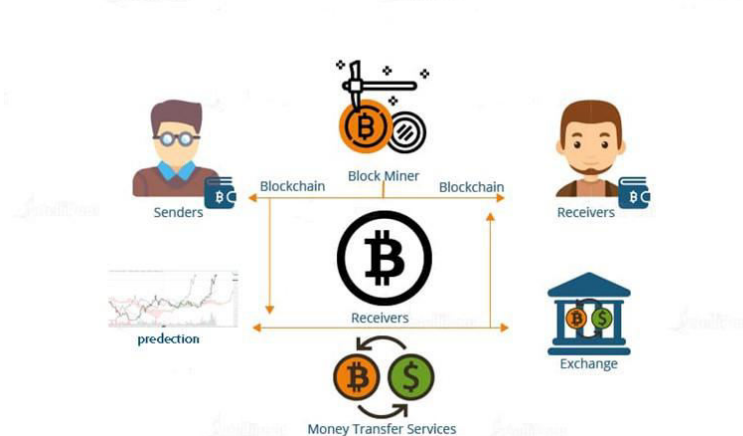 Block Miner
Blockchain
Blockchain
Senders
Receivers
Receivers
predection
Exchange
Money Transfer Services